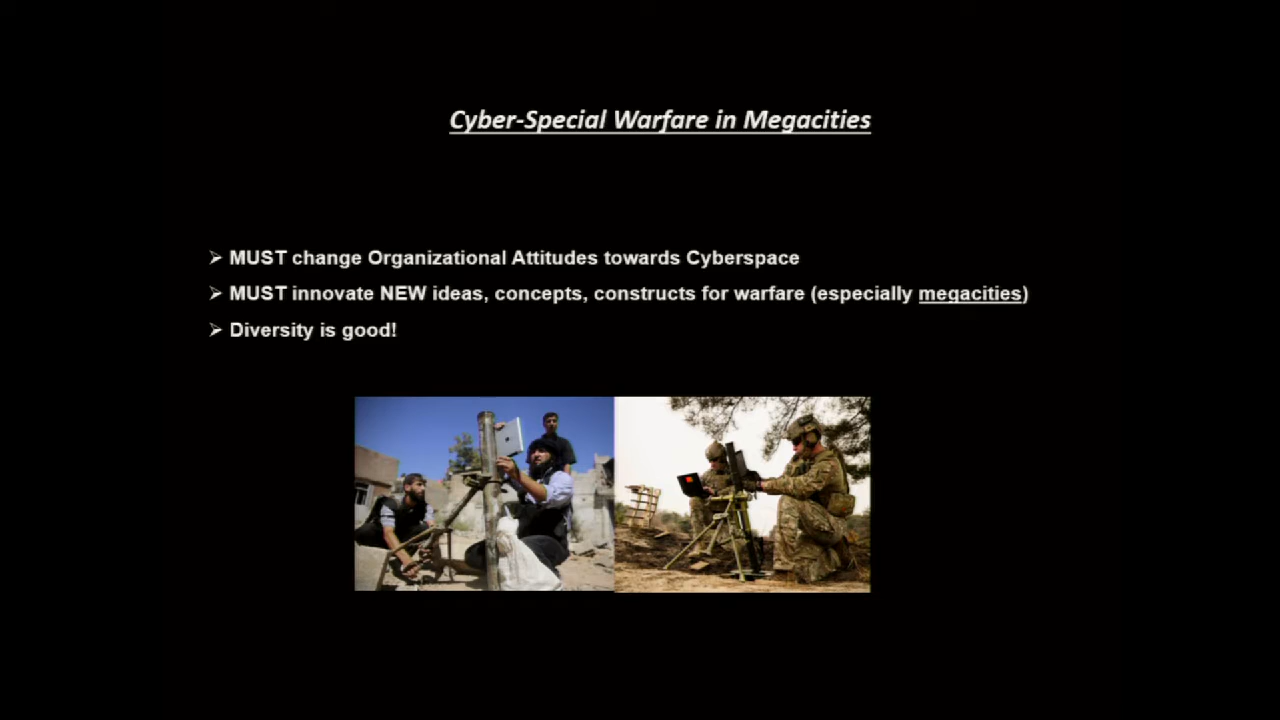 Cyber-Special Warfare in Megacities
➢ MUST change Organizational Attitudes towards Cyberspace
➢ MUST innovate NEW ideas, concepts, constructs for warfare (especially megacities)
➢ Diversity is good!